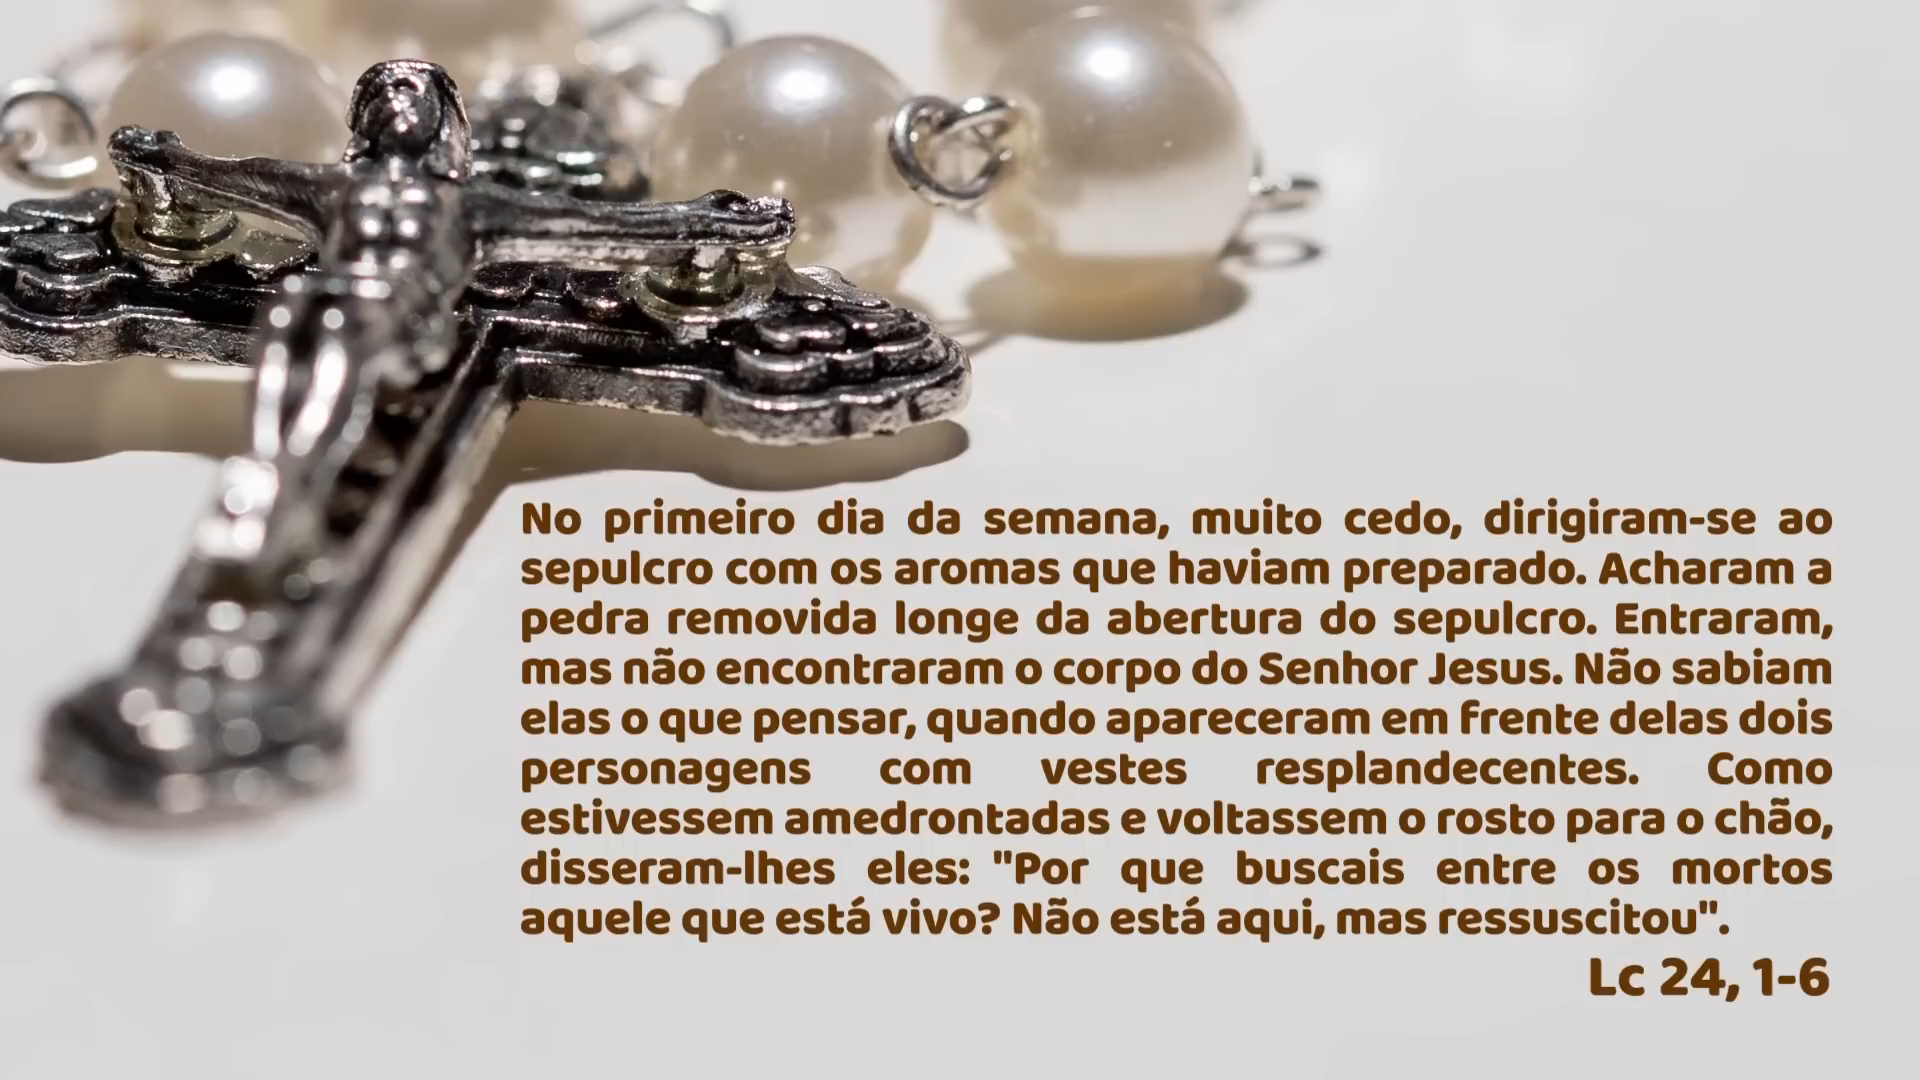 No primeiro dia da semana, muito cedo, dirigiram-se ao
sepulcro com os aromas que haviam preparado. Acharam a
pedra removida longe da abertura do sepulcro. Entraram,
mas não encontraram o corpo do Senhor Jesus. Não sabiam
elas o que pensar, quando apareceram em frente delas dois
personagens com vestes resplandecentes. Como
estivessem amedrontadas e voltassem o rosto para o chão,
disseram-lhes eles: "Por que buscais entre os mortos
aquele que está vivo? Não está aqui, mas ressuscitou".
Lc 24, 1-6